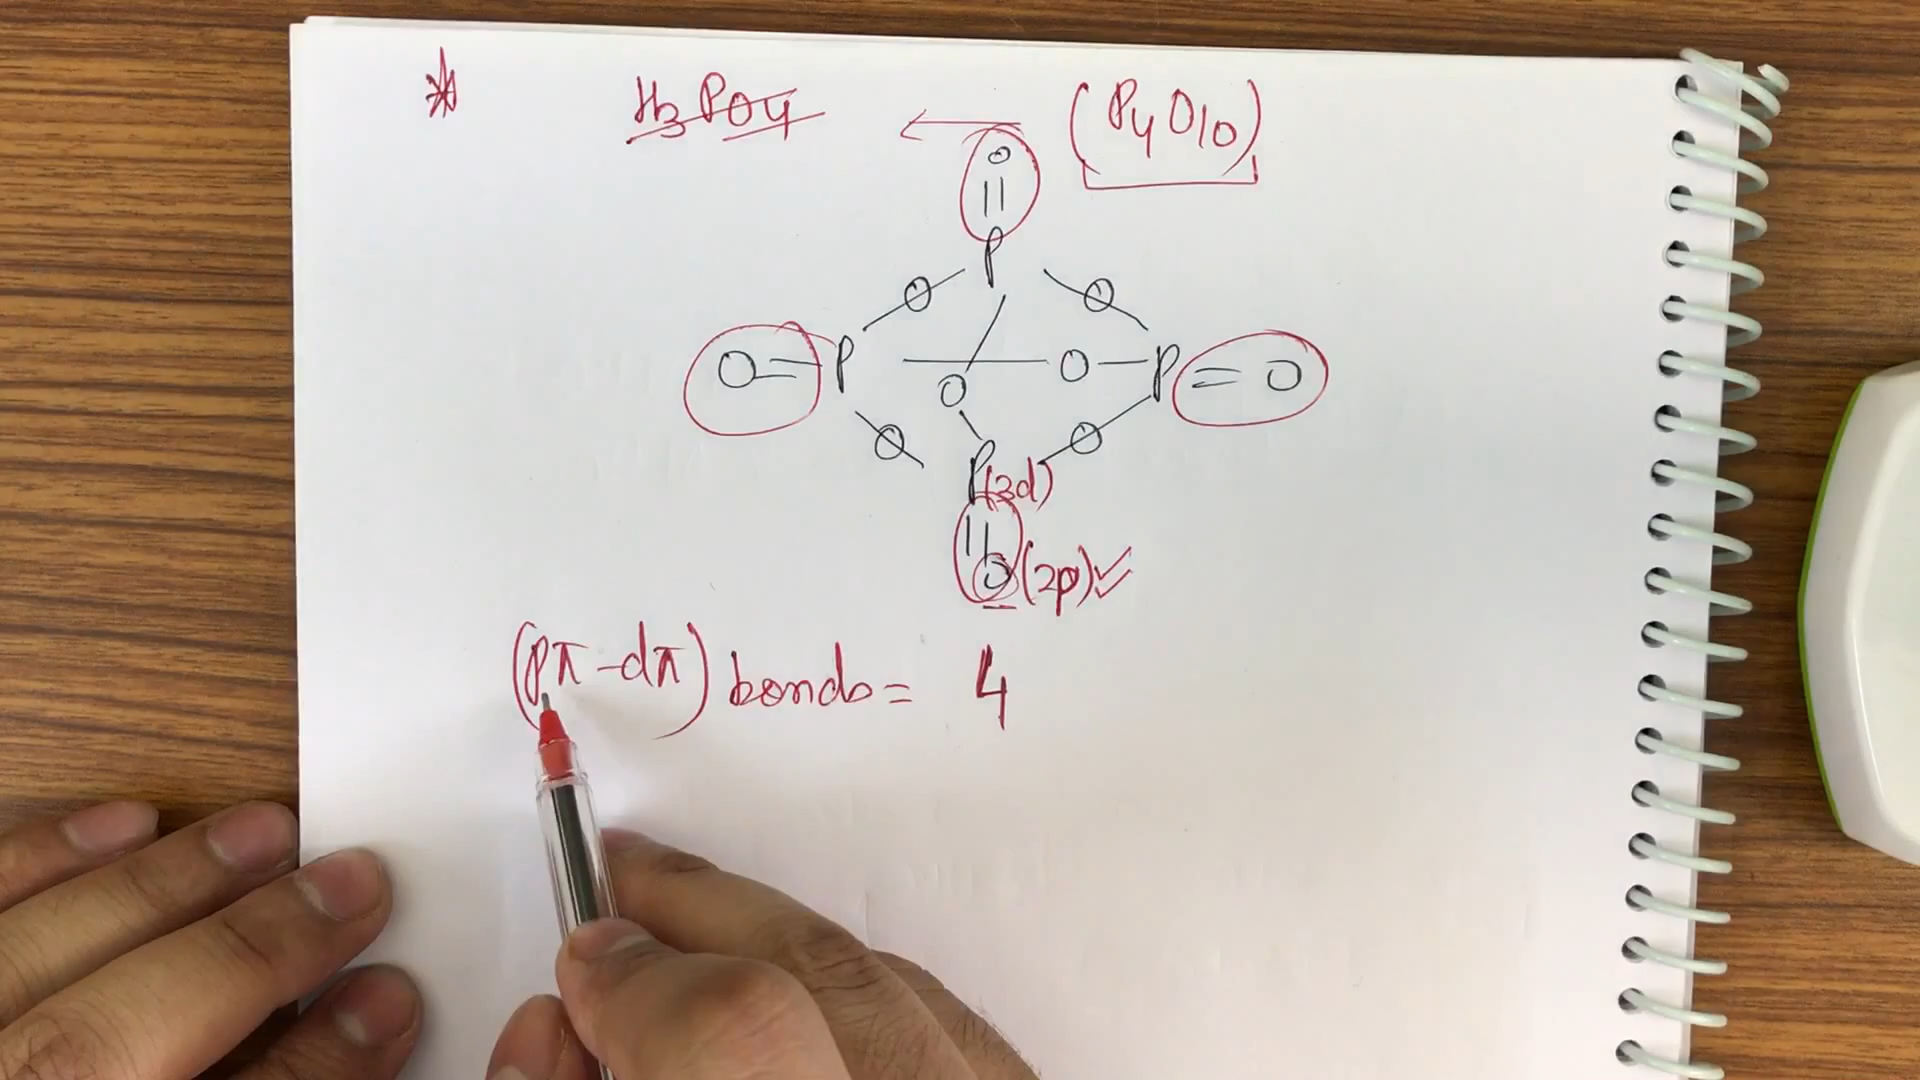 * H3PO4 ← (P4O10)
O
||
P
O O
O=P O P=O
O
O O
P(3d)
||
O(2p)✓
(pπ-dπ) bonds = 4